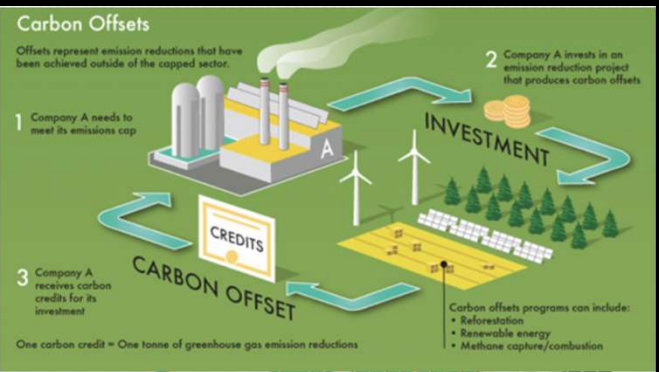 Carbon Offsets
Offsets represent emission reductions that have
been achieved outside of the capped sector.
1 Company A needs to
meet its emissions cap
A
2 Company A invests in an
emission reduction project
that produces carbon offsets
INVESTMENT
CREDITS
CARBON OFFSET
3 Company A
receives carbon
credits for its
investment
Carbon offsets programs can include:
• Reforestation
• Renewable energy
• Methane capture/combustion
One carbon credit = One tonne of greenhouse gas emission reductions